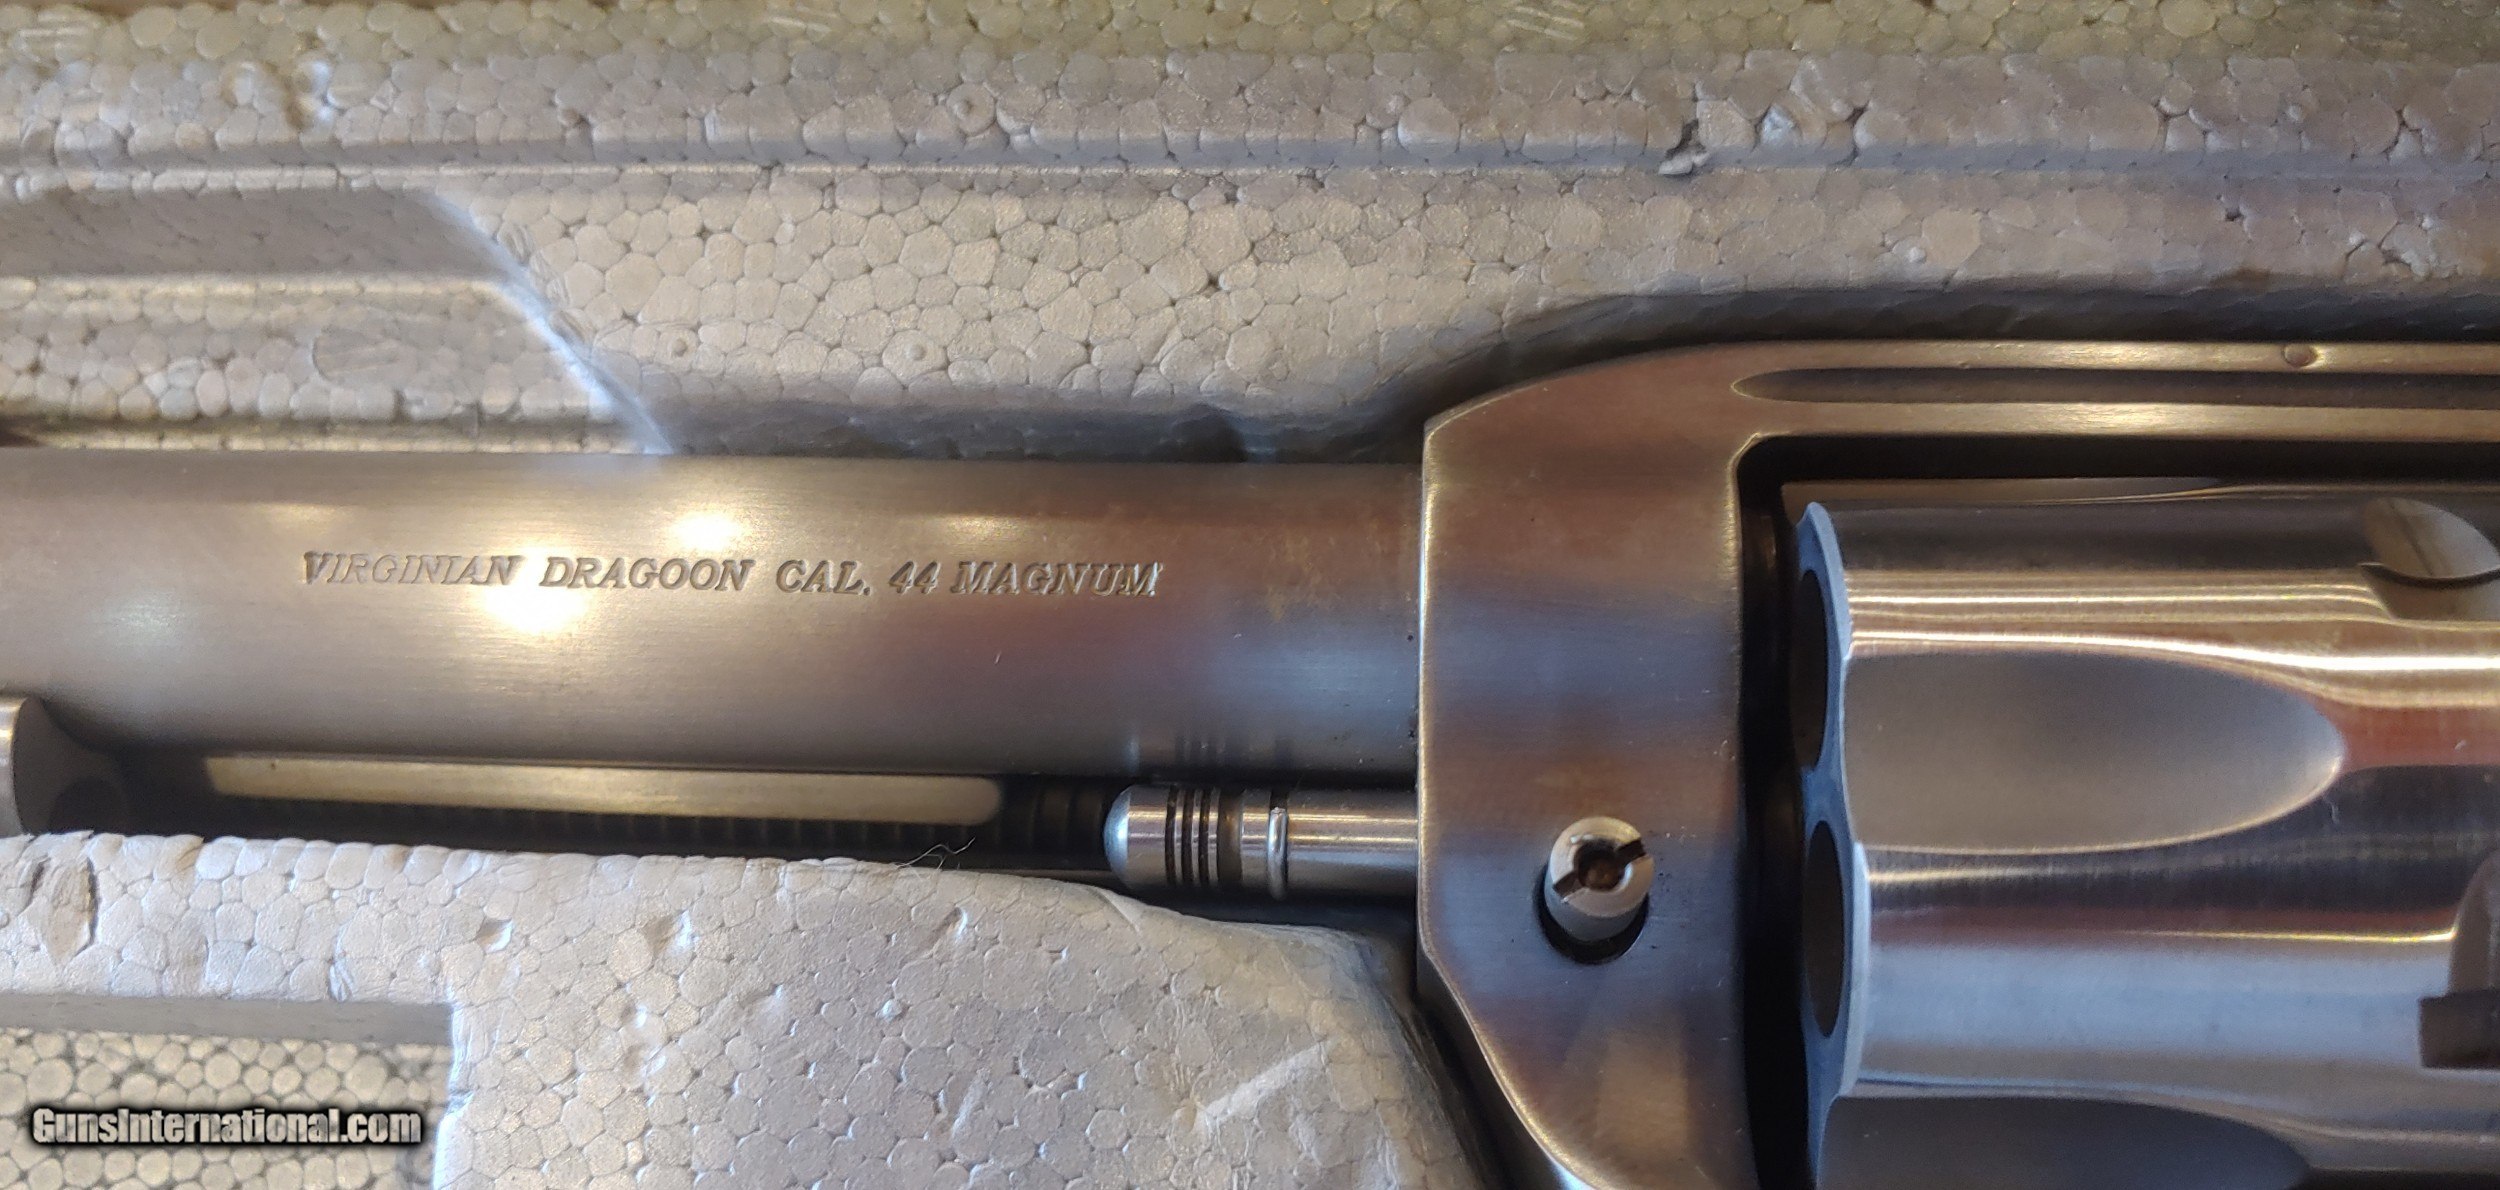 VIRGINIAN DRAGOON CAL. 44 MAGNUM
GunsInternational.com